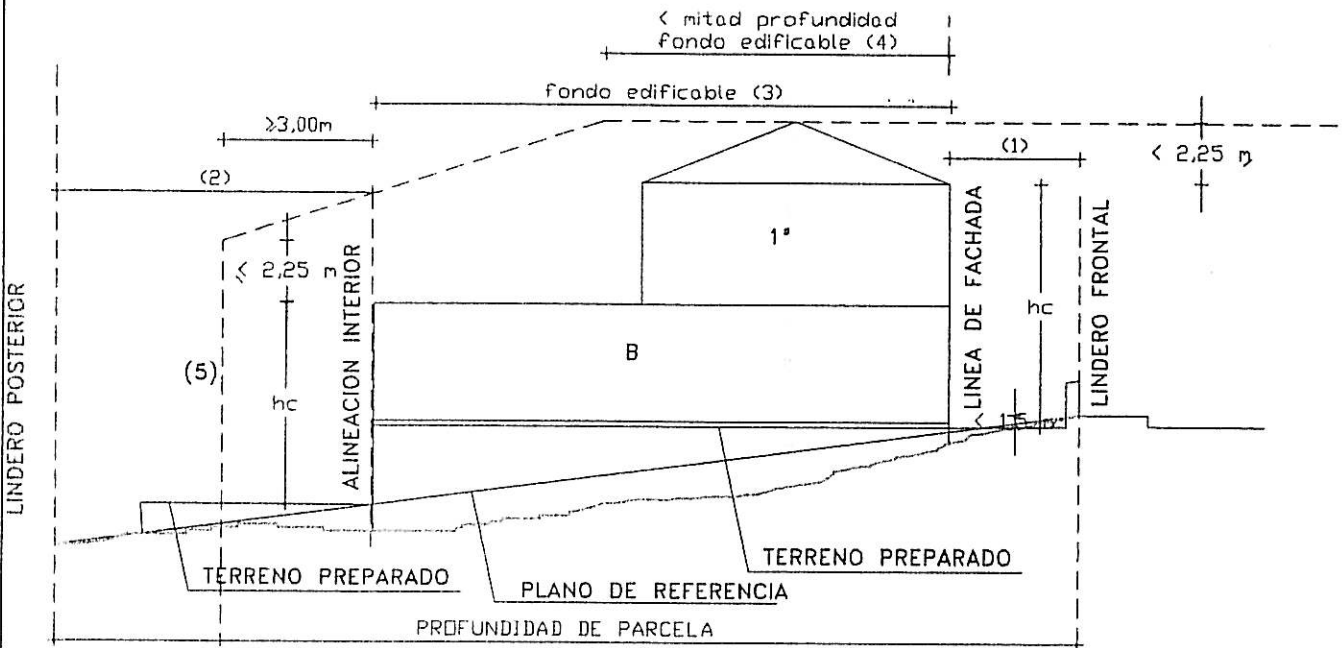 < mitad profundidad
fondo edificable (4)
fondo edificable (3)
≥3,00m
(1)
< 2,25 m
(2)
LINDERO POSTERIOR
≤ 2,25 m
ALINEACION INTERIOR
1ª
LINEA DE FACHADA
hc
LINDERO FRONTAL
(5)
hc
B
TERRENO PREPARADO
PLANO DE REFERENCIA
TERRENO PREPARADO
PROFUNDIDAD DE PARCELA